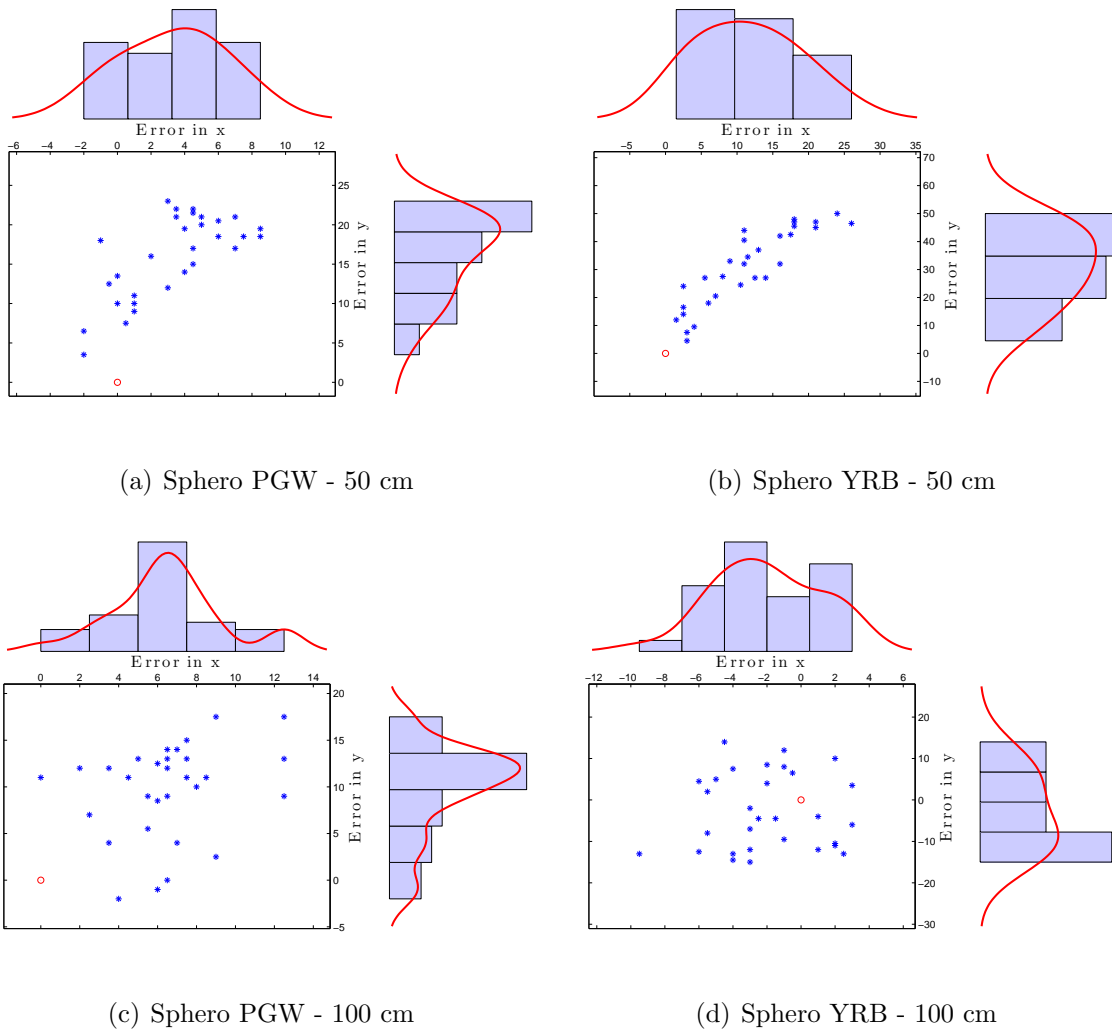 Error in x
−6 −4 −2 0 2 4 6 8 10 12
25
20
15
10
5
0
Error in y
(a) Sphero PGW - 50 cm
Error in x
−5 0 5 10 15 20 25 30 35
70
60
50
40
30
20
10
0
−10
Error in y
(b) Sphero YRB - 50 cm
Error in x
0 2 4 6 8 10 12 14
20
15
10
5
0
−5
Error in y
(c) Sphero PGW - 100 cm
Error in x
−12 −10 −8 −6 −4 −2 0 2 4 6
20
10
0
−10
−20
−30
Error in y
(d) Sphero YRB - 100 cm